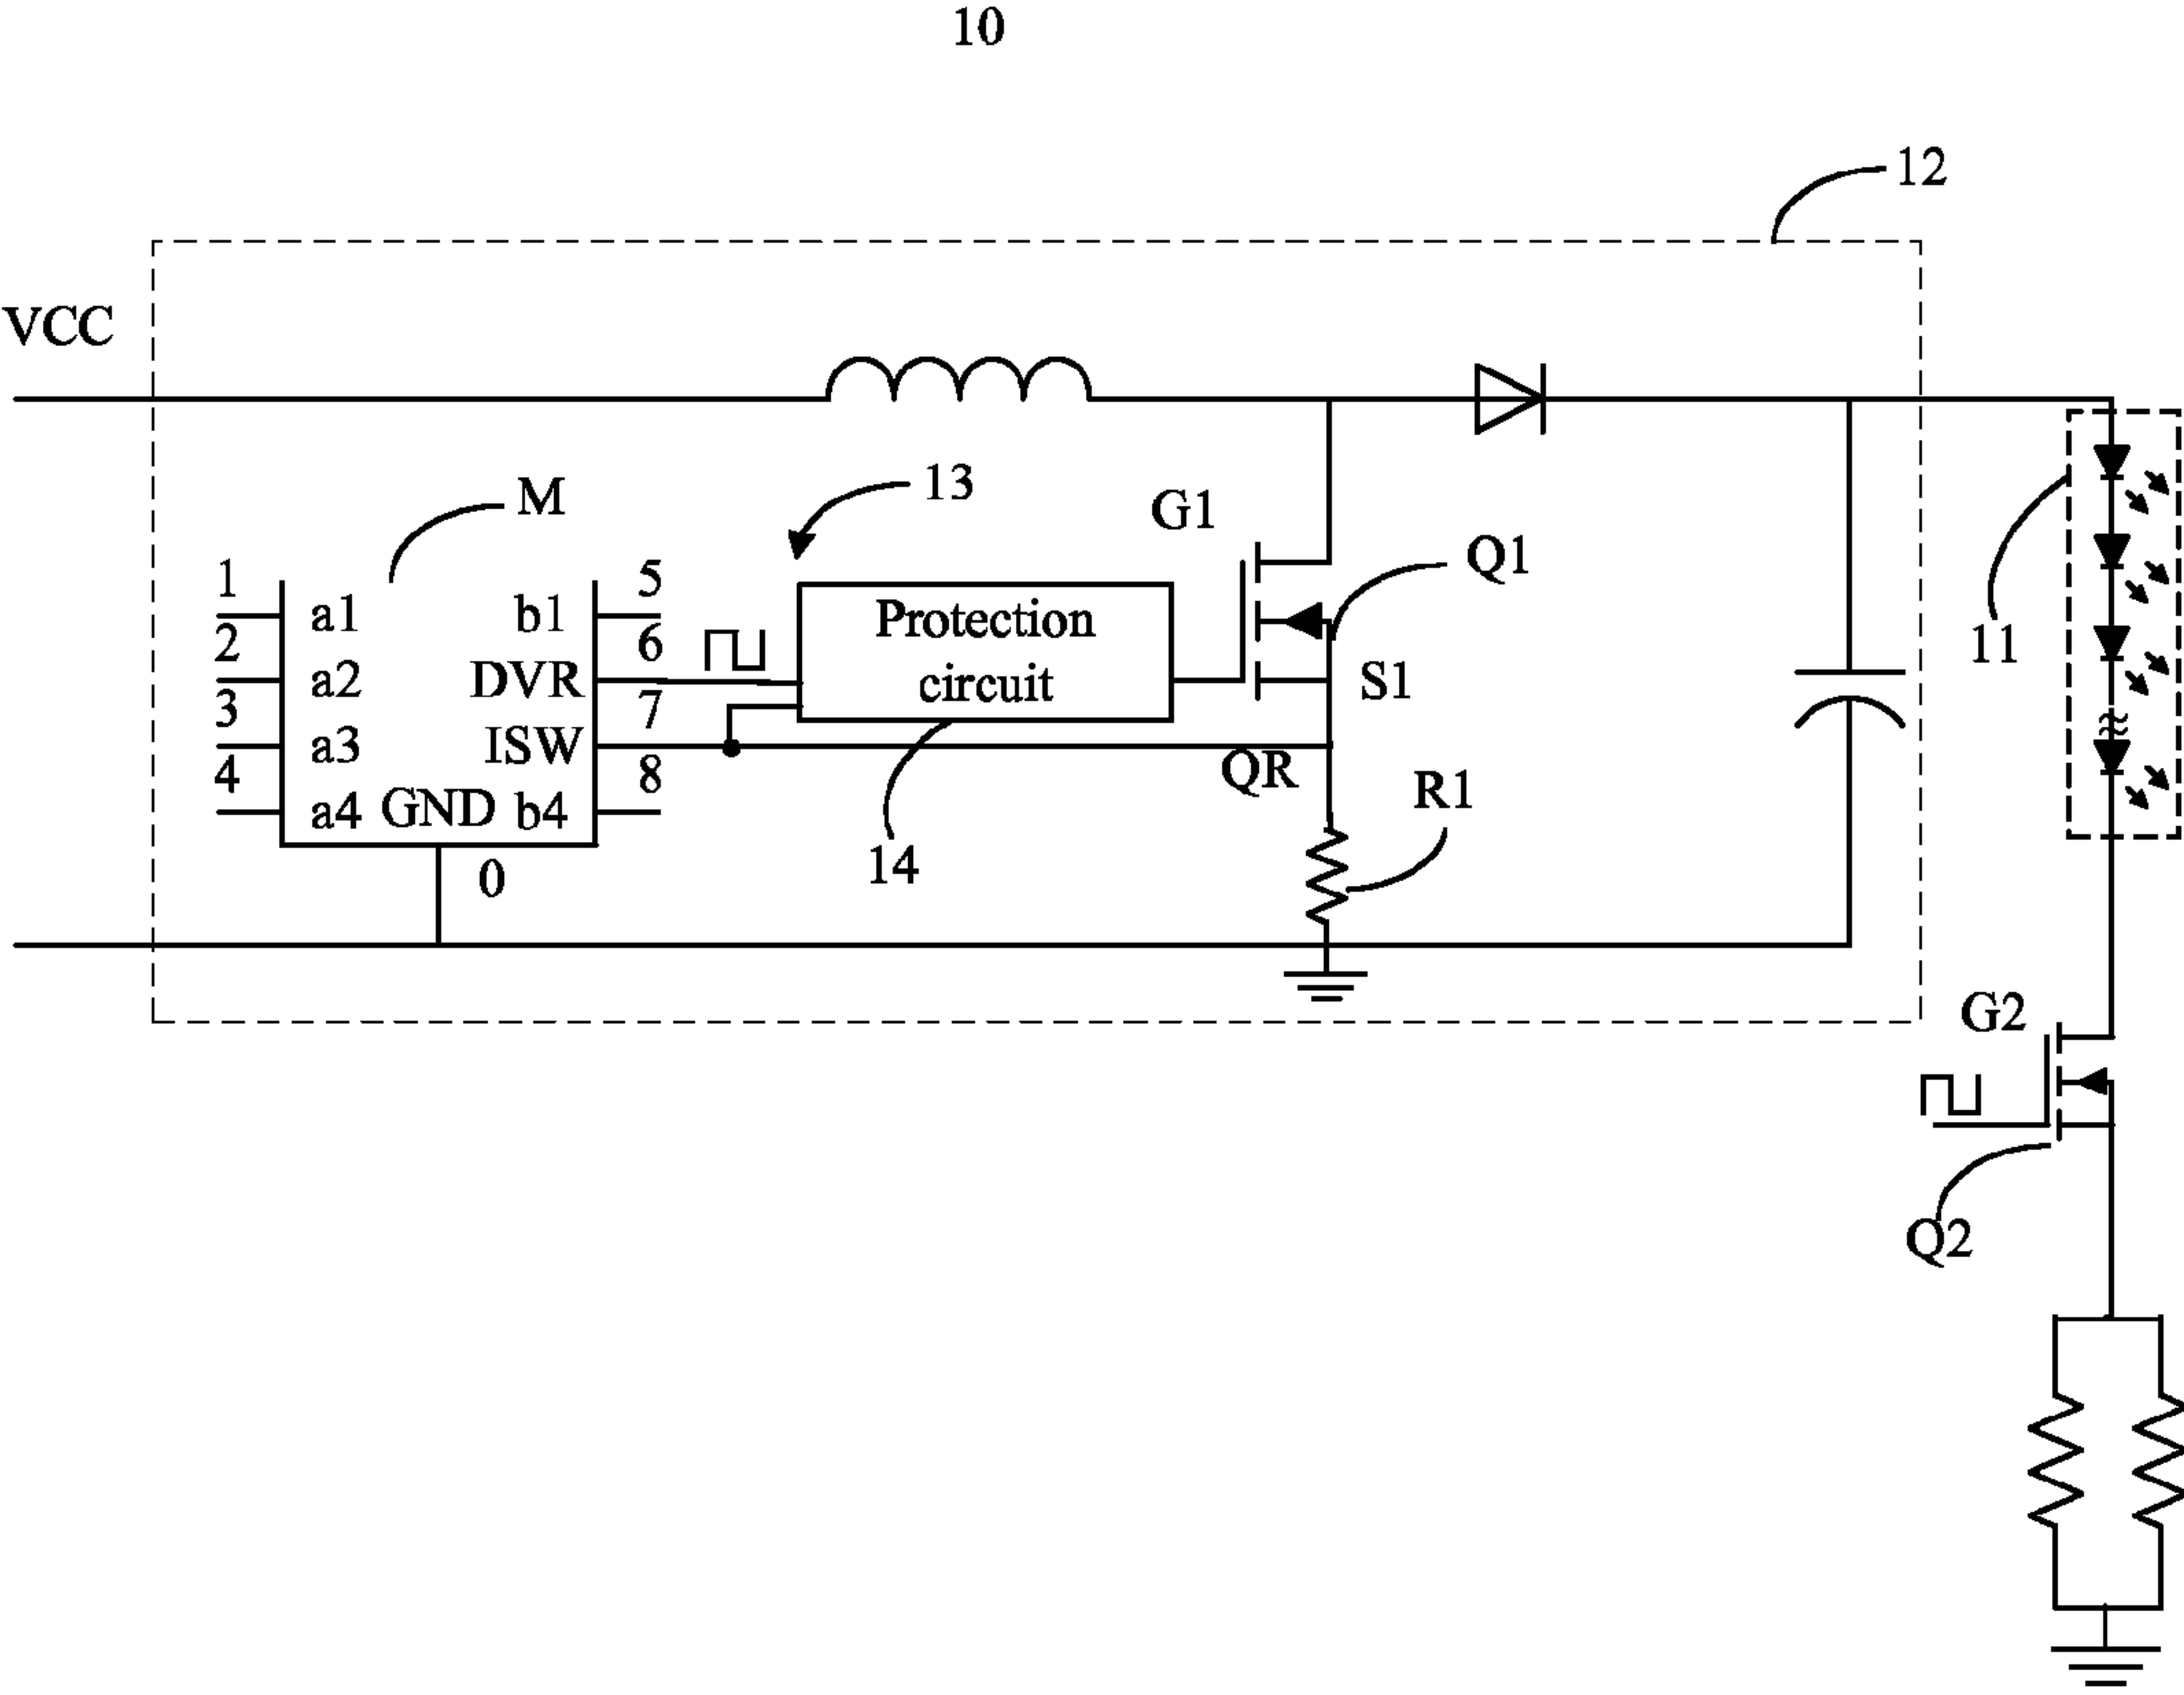 10
12
VCC
13
M
G1
Q1
1
5
a1
b1
Protection
circuit
11
2
6
a2
DVR
S1
3
7
a3
ISW
QR
4
8
R1
a4
GND
b4
14
0
G2
Q2